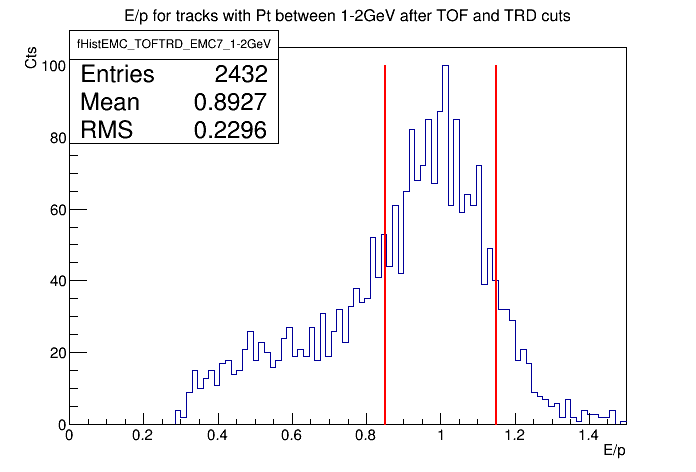 E/p for tracks with Pt between 1-2GeV after TOF and TRD cuts
fHistEMC_TOFTRD_EMC7_1-2GeV
Entries 2432
Mean 0.8927
RMS 0.2296
Cts
100
80
60
40
20
0
0 0.2 0.4 0.6 0.8 1 1.2 1.4
E/p